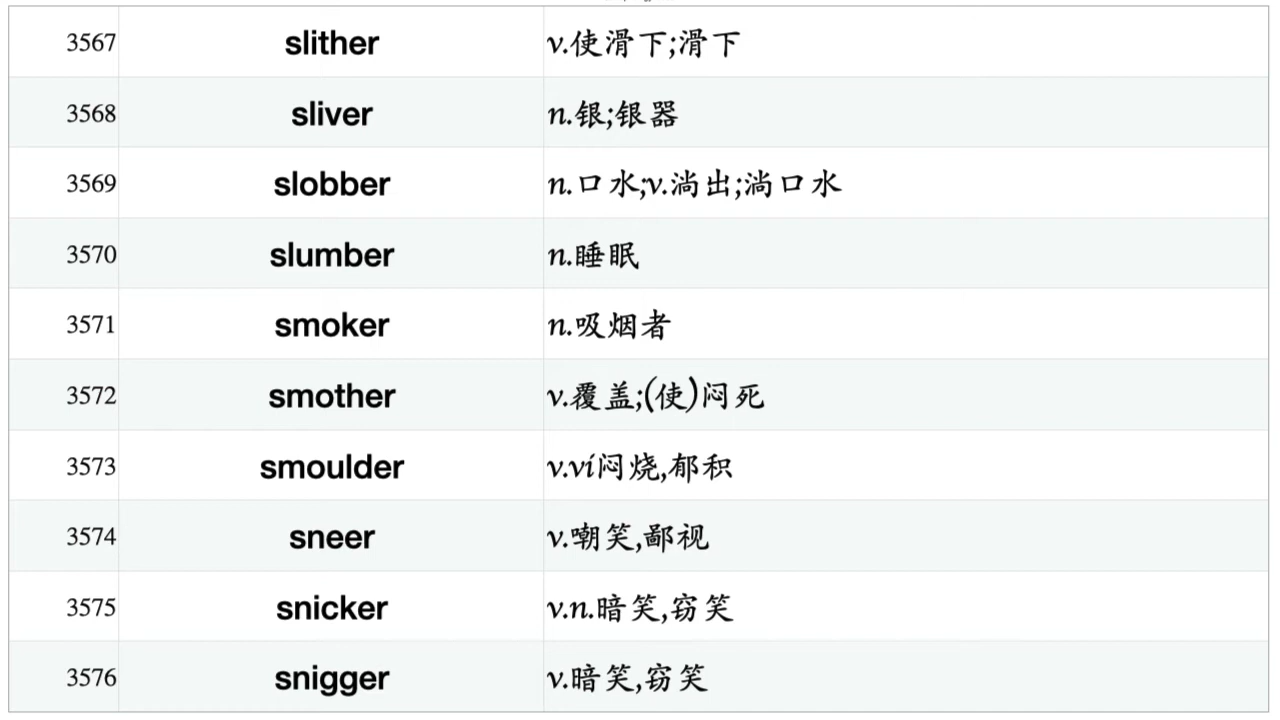 3567 slither v.使滑下;滑下
3568 sliver n.银;银器
3569 slobber n.口水;v.淌出;淌口水
3570 slumber n.睡眠
3571 smoker n.吸烟者
3572 smother v.覆盖;(使)闷死
3573 smoulder v.ví闷烧,郁积
3574 sneer v.嘲笑,鄙视
3575 snicker v.n.暗笑,窃笑
3576 snigger v.暗笑,窃笑